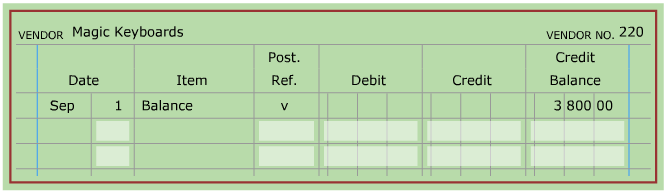 VENDOR Magic Keyboards VENDOR NO. 220
Post. Credit
Date Item Ref. Debit Credit Balance
Sep 1 Balance v 3 800 00